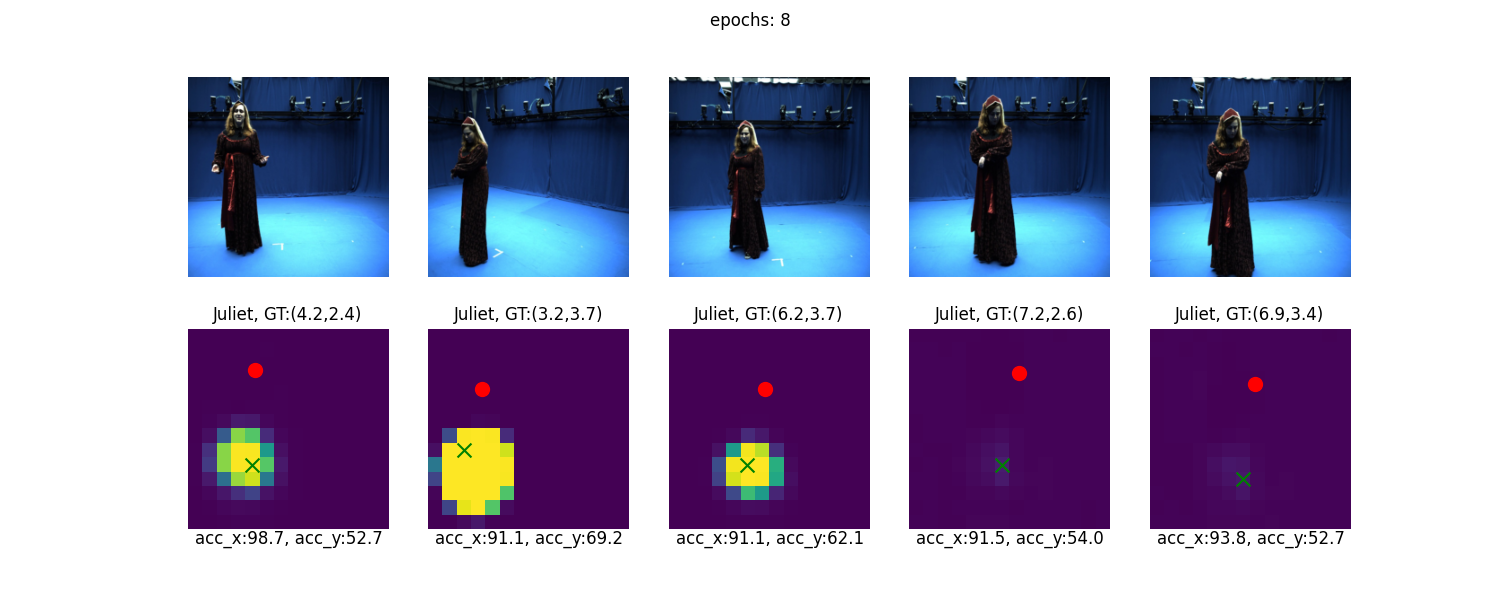 epochs: 8
Juliet, GT:(4.2,2.4)
Juliet, GT:(3.2,3.7)
Juliet, GT:(6.2,3.7)
Juliet, GT:(7.2,2.6)
Juliet, GT:(6.9,3.4)
acc_x:98.7, acc_y:52.7
acc_x:91.1, acc_y:69.2
acc_x:91.1, acc_y:62.1
acc_x:91.5, acc_y:54.0
acc_x:93.8, acc_y:52.7